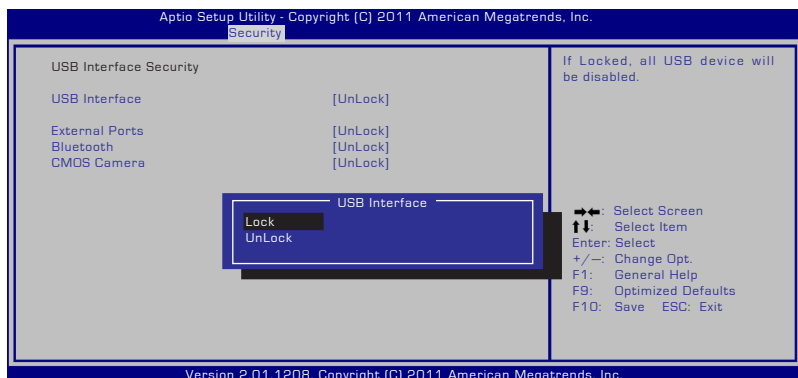 Aptio Setup Utility - Copyright (C) 2011 American Megatrends, Inc.
Security
USB Interface Security
USB Interface [UnLock]
External Ports [UnLock]
Bluetooth [UnLock]
CMOS Camera [UnLock]
USB Interface
Lock
UnLock
If Locked, all USB device will
be disabled.
→←: Select Screen
↑↓: Select Item
Enter: Select
+/—: Change Opt.
F1: General Help
F9: Optimized Defaults
F10: Save ESC: Exit
Version 2.01.1208. Copyright (C) 2011 American Megatrends, Inc.